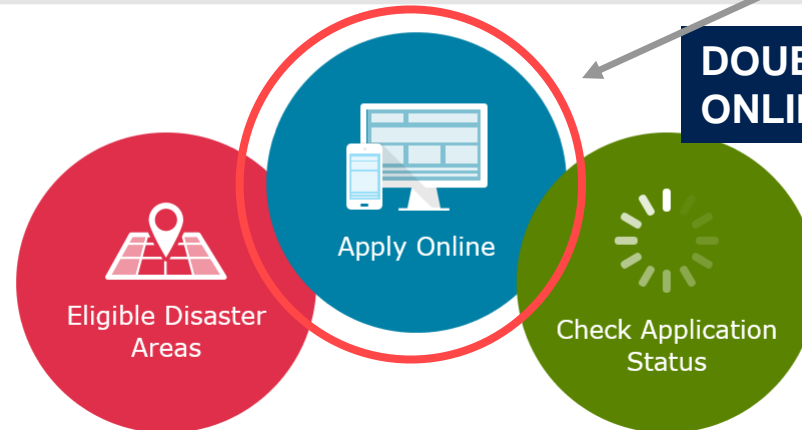 Apply Online
Eligible Disaster
Areas
Check Application
Status